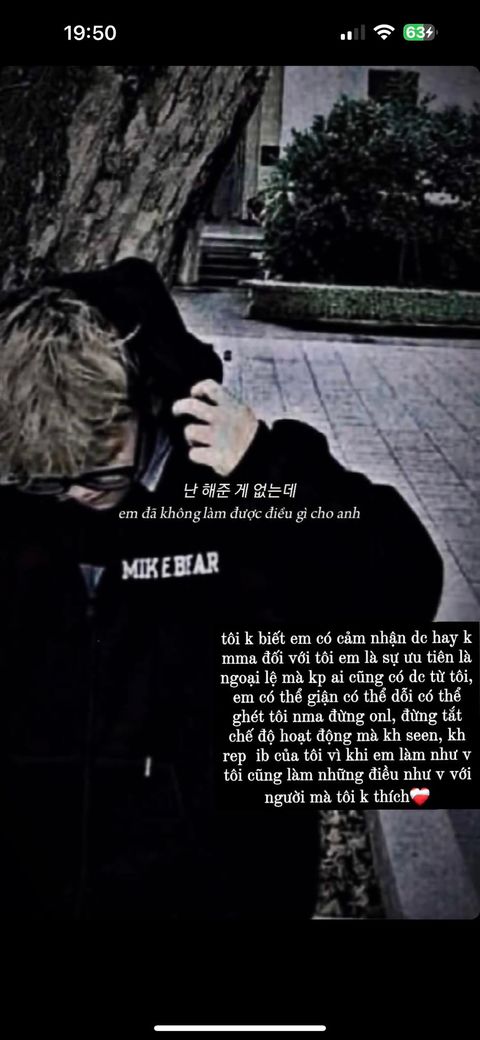 19:50
63
난 해준 게 없는데
em đã không làm được điều gì cho anh
MIKEBEAR
tôi k biết em có cảm nhận dc hay k
mma đối với tôi em là sự ưu tiên là
ngoại lệ mà kp ai cũng có dc từ tôi,
em có thể giận có thể dỗi có thể
ghét tôi nma đừng onl, đừng tắt
chế độ hoạt động mà kh seen, kh
rep ib của tôi vì khi em làm như v
tôi cũng làm những điều như v với
người mà tôi k thích